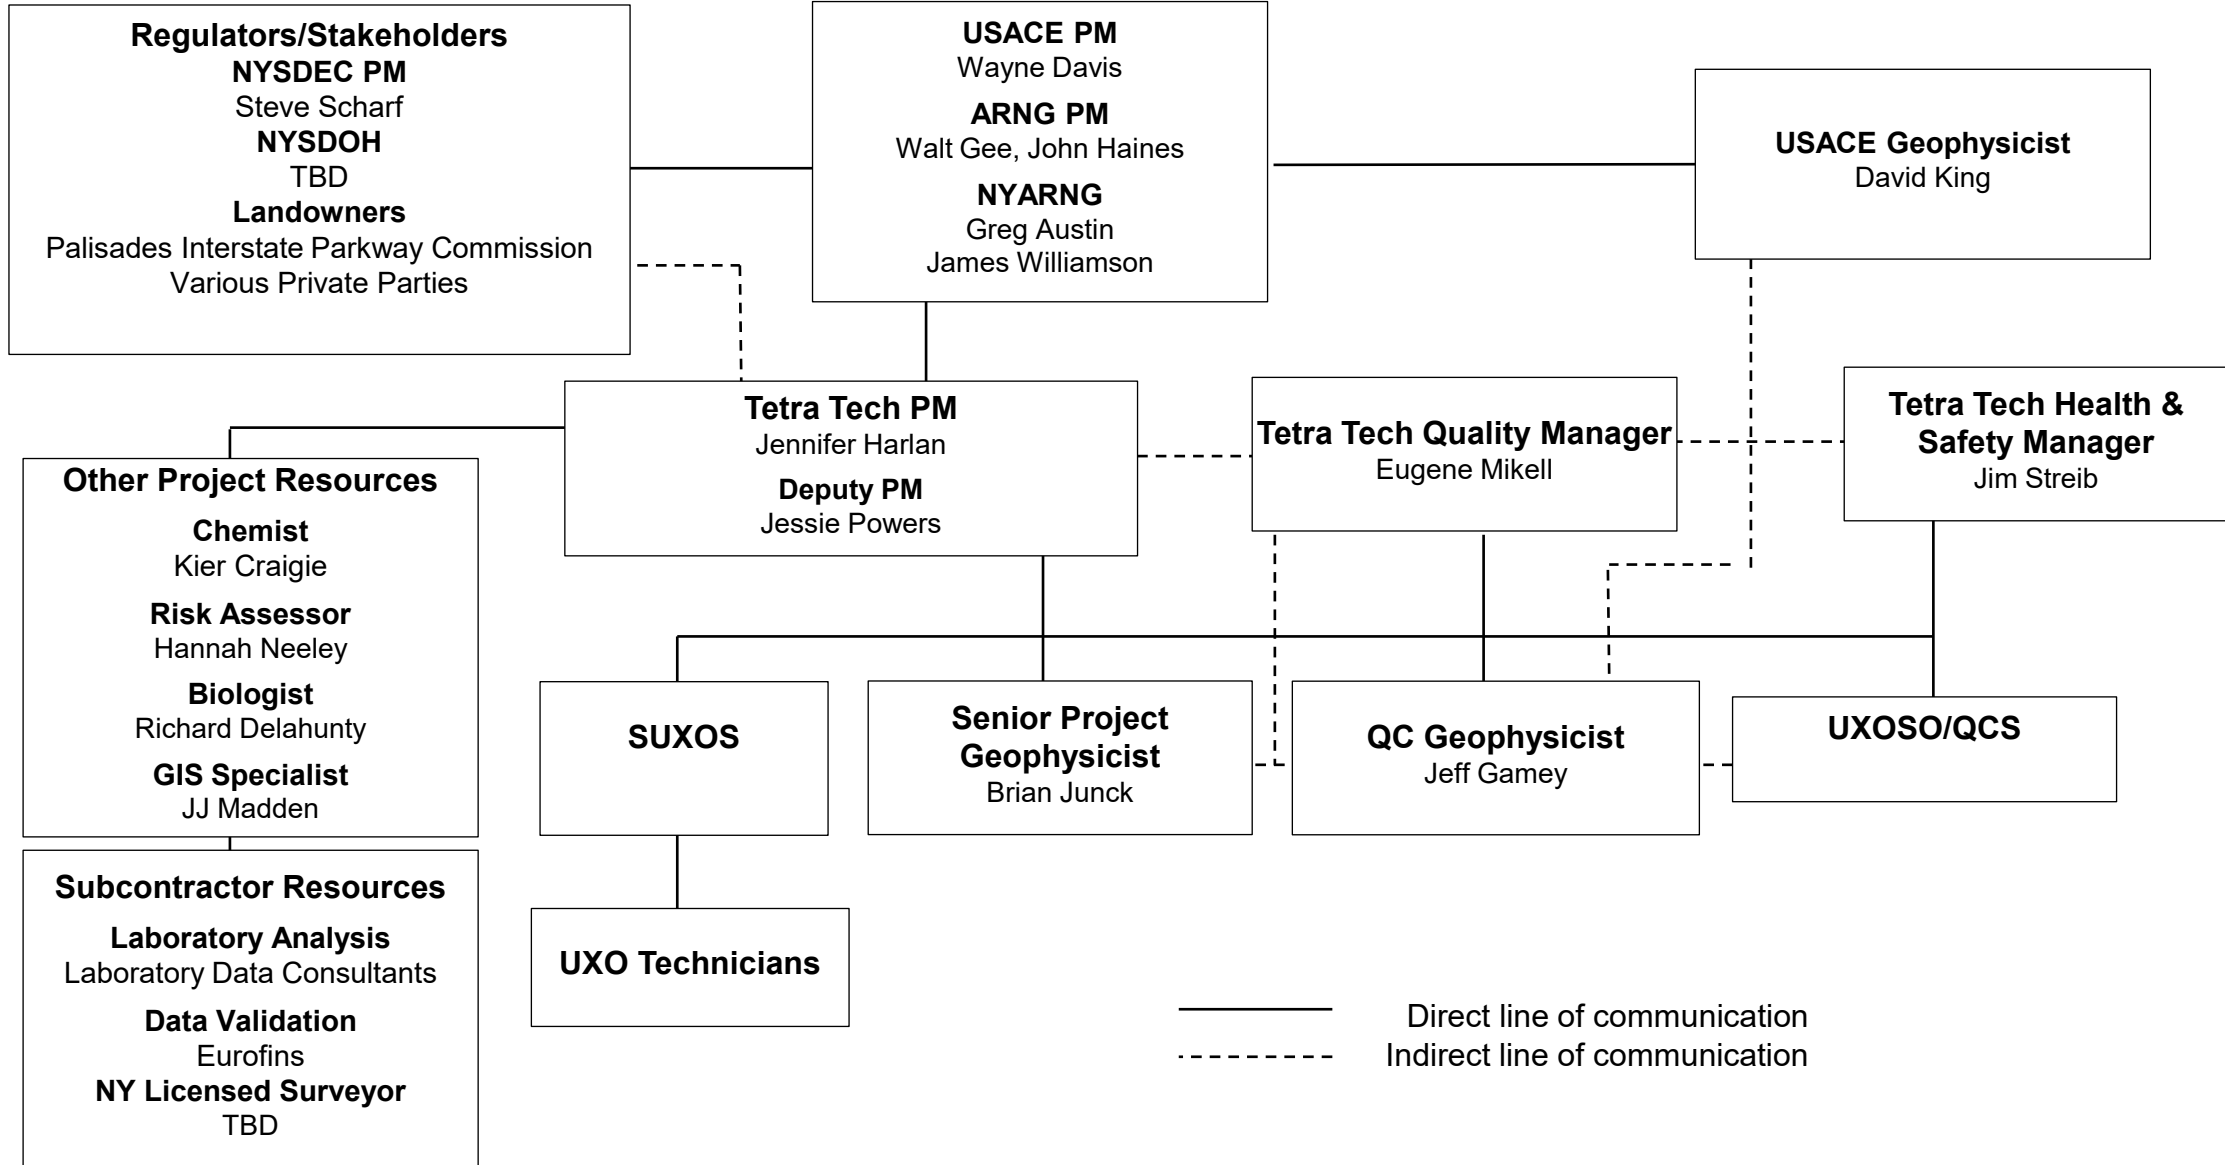 Regulators/Stakeholders
NYSDEC PM
Steve Scharf
NYSDOH
TBD
Landowners
Palisades Interstate Parkway Commission
Various Private Parties
USACE PM
Wayne Davis
ARNG PM
Walt Gee, John Haines
NYARNG
Greg Austin
James Williamson
USACE Geophysicist
David King
Tetra Tech PM
Jennifer Harlan
Deputy PM
Jessie Powers
Tetra Tech Quality Manager
Eugene Mikell
Tetra Tech Health &
Safety Manager
Jim Streib
Other Project Resources
Chemist
Kier Craigie
Risk Assessor
Hannah Neeley
Biologist
Richard Delahunty
GIS Specialist
JJ Madden
SUXOS
Senior Project
Geophysicist
Brian Junck
QC Geophysicist
Jeff Gamey
UXOSO/QCS
Subcontractor Resources
Laboratory Analysis
Laboratory Data Consultants
Data Validation
Eurofins
NY Licensed Surveyor
TBD
UXO Technicians
Direct line of communication
Indirect line of communication